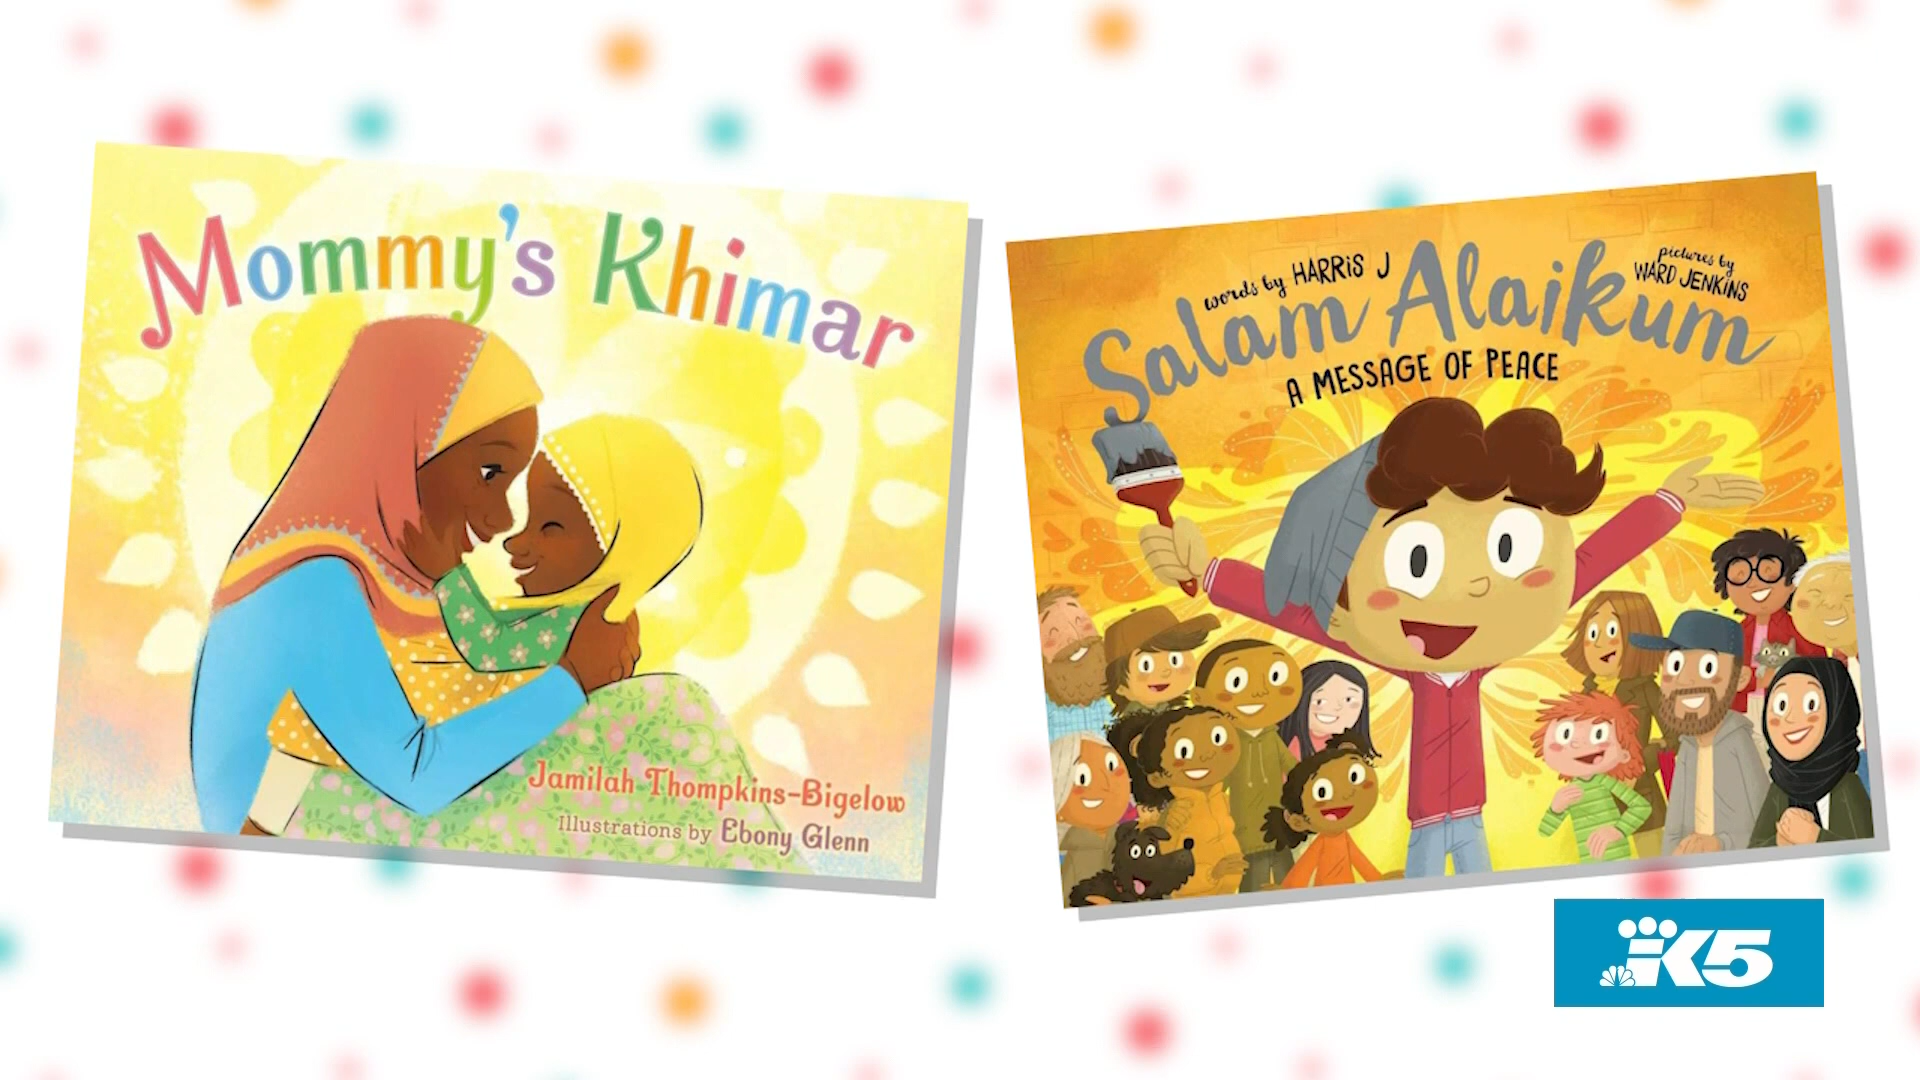 Mommy's Khimar
Jamilah Thompkins-Bigelow
Illustrations by Ebony Glenn
words by HARRIS J
pictures by
WARD JENKINS
Salam Alaikum
A MESSAGE OF PEACE
K5